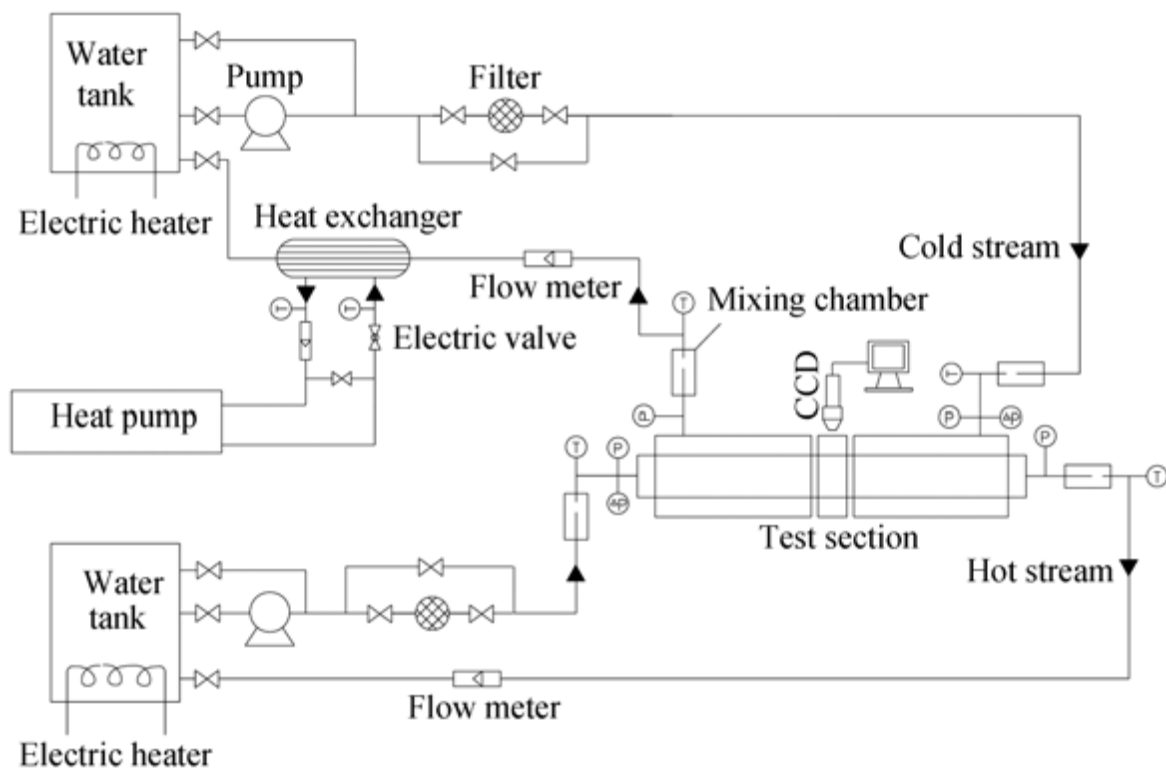 Water
tank
Pump
Filter
Electric heater
Heat exchanger
Cold stream
Flow meter
Mixing chamber
T
T
T
Electric valve
CCD
T
Heat pump
P
P
ΔP
T
P
P
ΔP
T
Test section
Water
tank
Hot stream
Flow meter
Electric heater